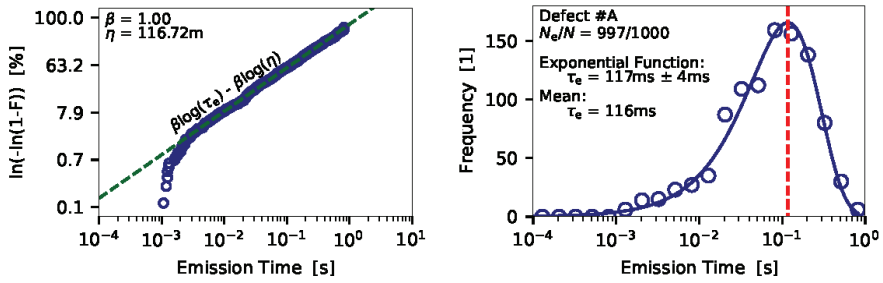 β = 1.00
η = 116.72m
βlog(τe) - βlog(η)
ln(-ln(1-F)) [%]
100.0
63.2
7.9
0.7
0.1
10⁻⁴ 10⁻³ 10⁻² 10⁻¹ 10⁰ 10¹
Emission Time [s]
Defect #A
Nₑ/N = 997/1000
Exponential Function:
τₑ = 117ms ± 4ms
Mean:
τₑ = 116ms
Frequency [1]
150
100
50
0
10⁻⁴ 10⁻³ 10⁻² 10⁻¹ 10⁰
Emission Time [s]